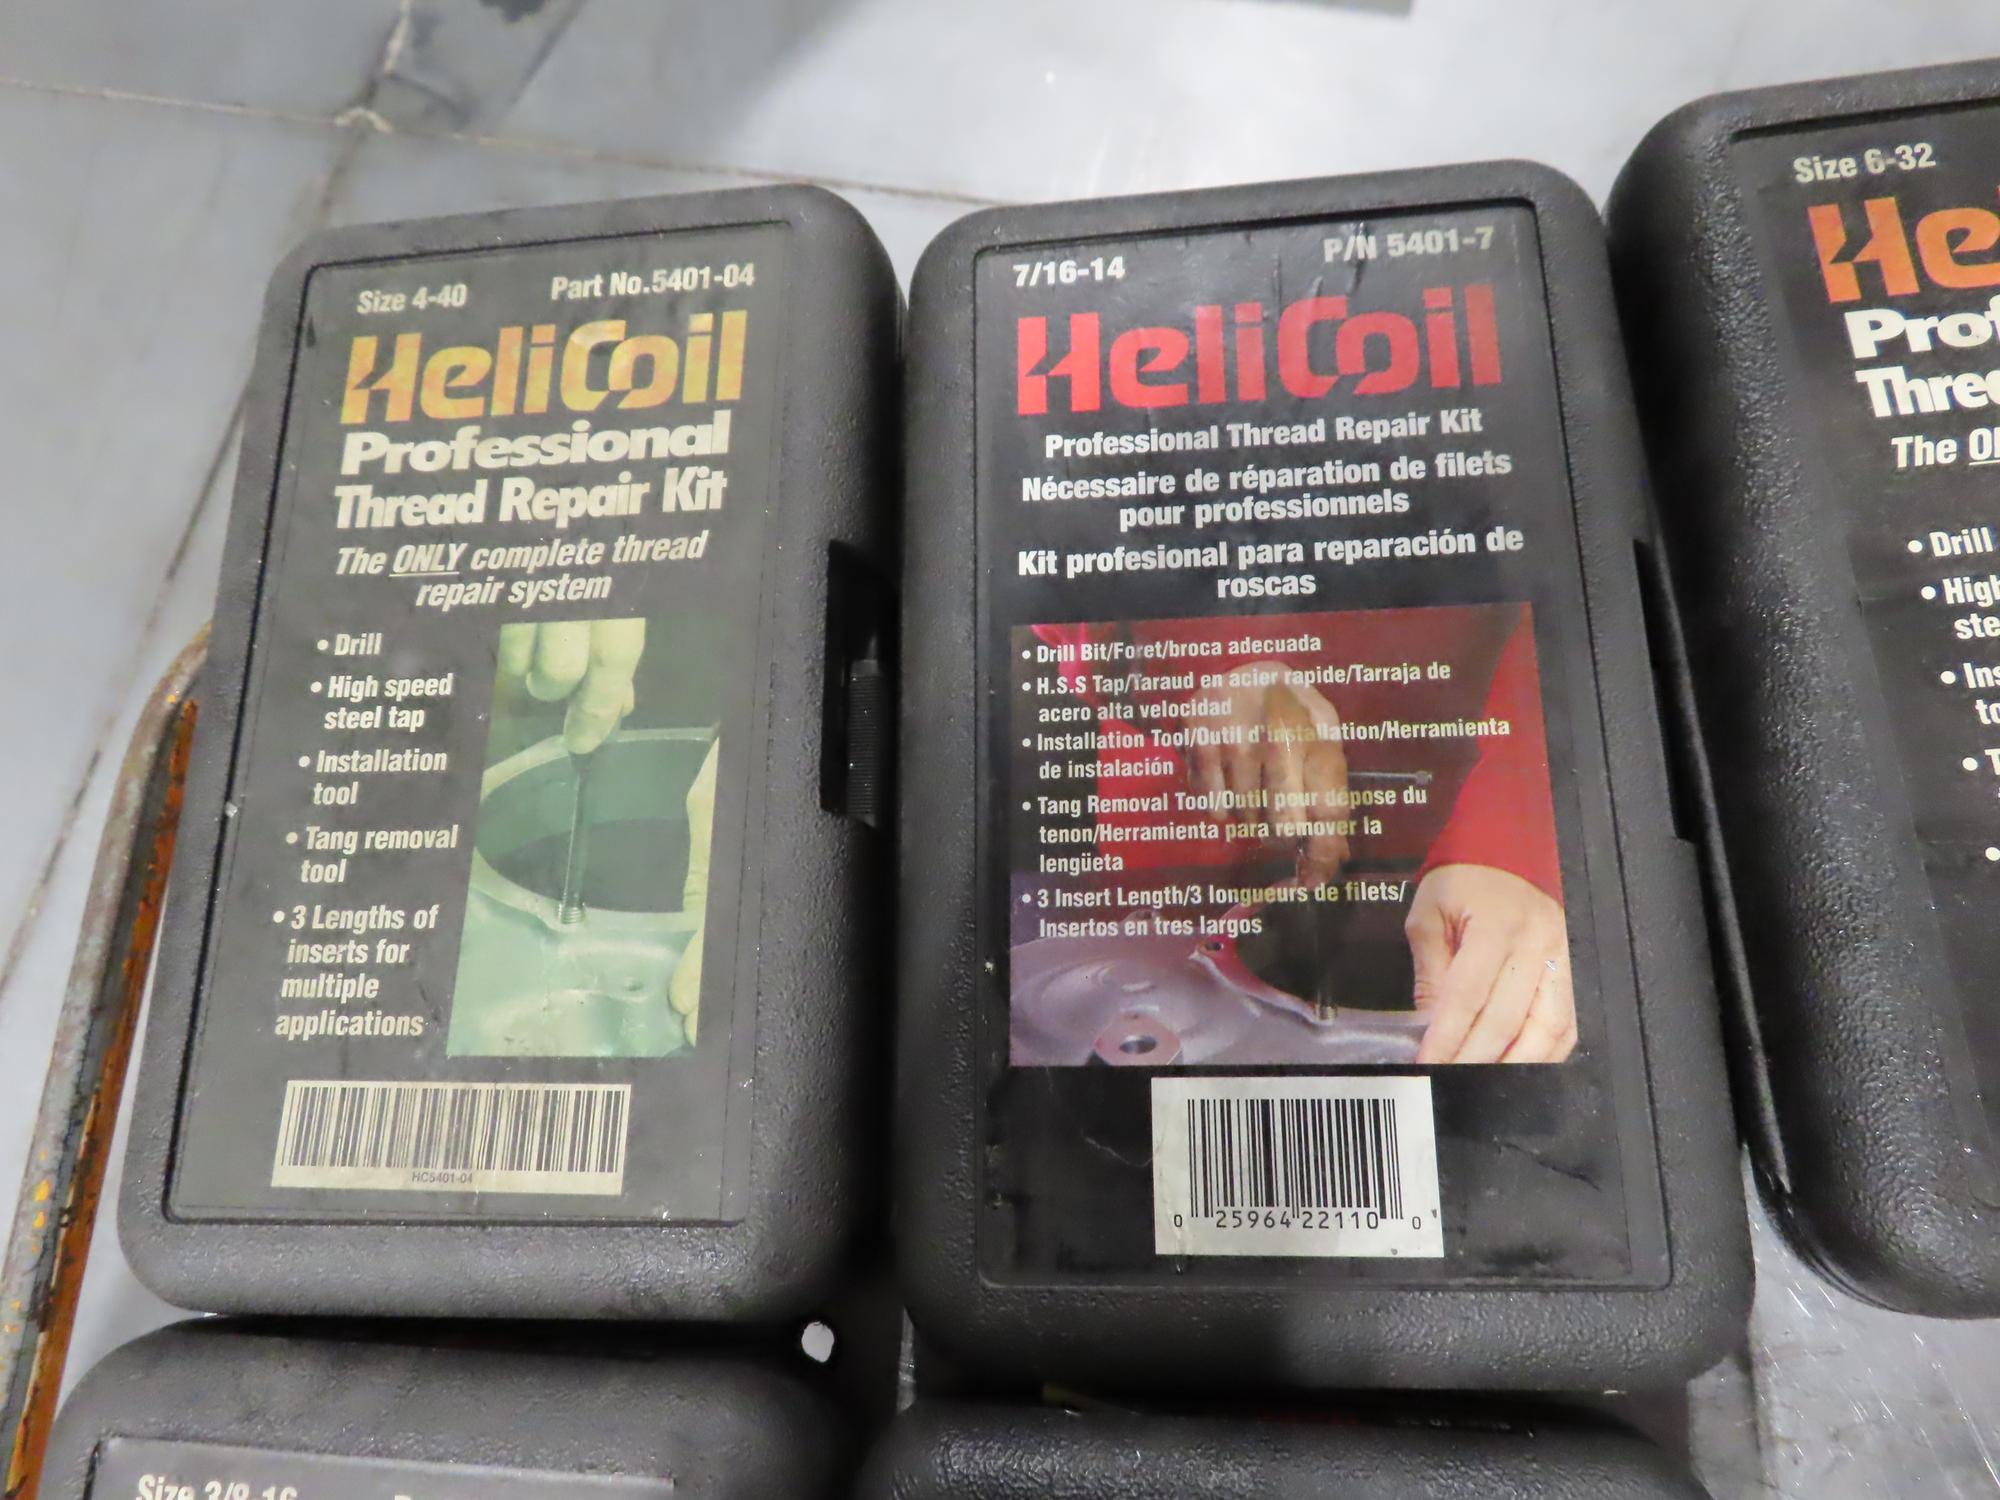 Size 4-40
Part No.5401-04
HeliCoil
Professional
Thread Repair Kit
The ONLY complete thread
repair system
• Drill
• High speed
steel tap
• Installation
tool
• Tang removal
tool
• 3 Lengths of
inserts for
multiple
applications
HC5401-04
7/16-14
P/N 5401-7
HeliCoil
Professional Thread Repair Kit
Nécessaire de réparation de filets
pour professionnels
Kit profesional para reparación de
roscas
• Drill Bit/Foret/broca adecuada
• H.S.S Tap/Taraud en acier rapide/Tarraja de
acero alta velocidad
• Installation Tool/Outil d'installation/Herramienta
de instalación
• Tang Removal Tool/Outil pour dépose du
tenon/Herramienta para remover la
lengüeta
• 3 Insert Length/3 longueurs de filets/
Insertos en tres largos
0 25964 22110 0
Size 6-32
• Drill
Size 3/8-16